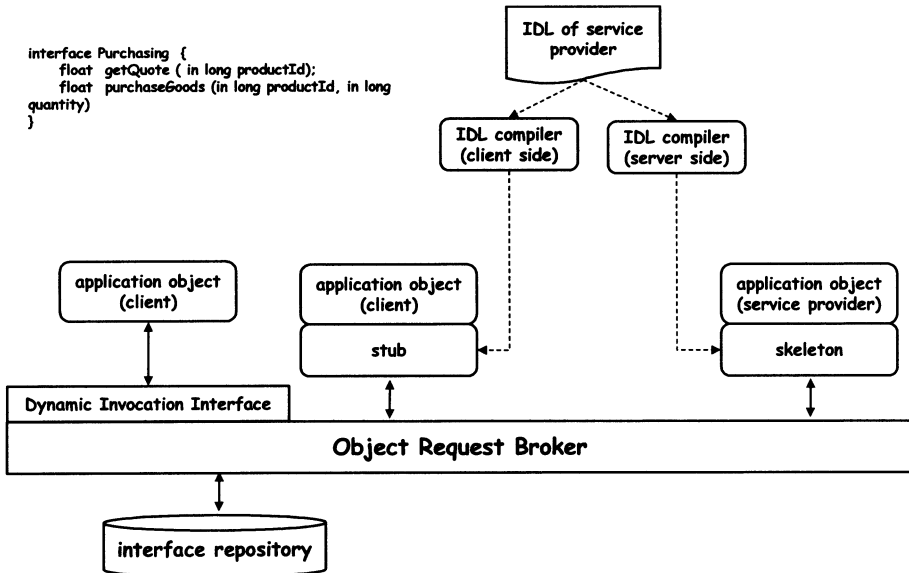 interface Purchasing {
float getQuote ( in long productId);
float purchaseGoods (in long productId, in long
quantity)
}
IDL of service
provider
IDL compiler
(client side)
IDL compiler
(server side)
application object
(client)
application object
(client)
stub
application object
(service provider)
skeleton
Dynamic Invocation Interface
Object Request Broker
interface repository